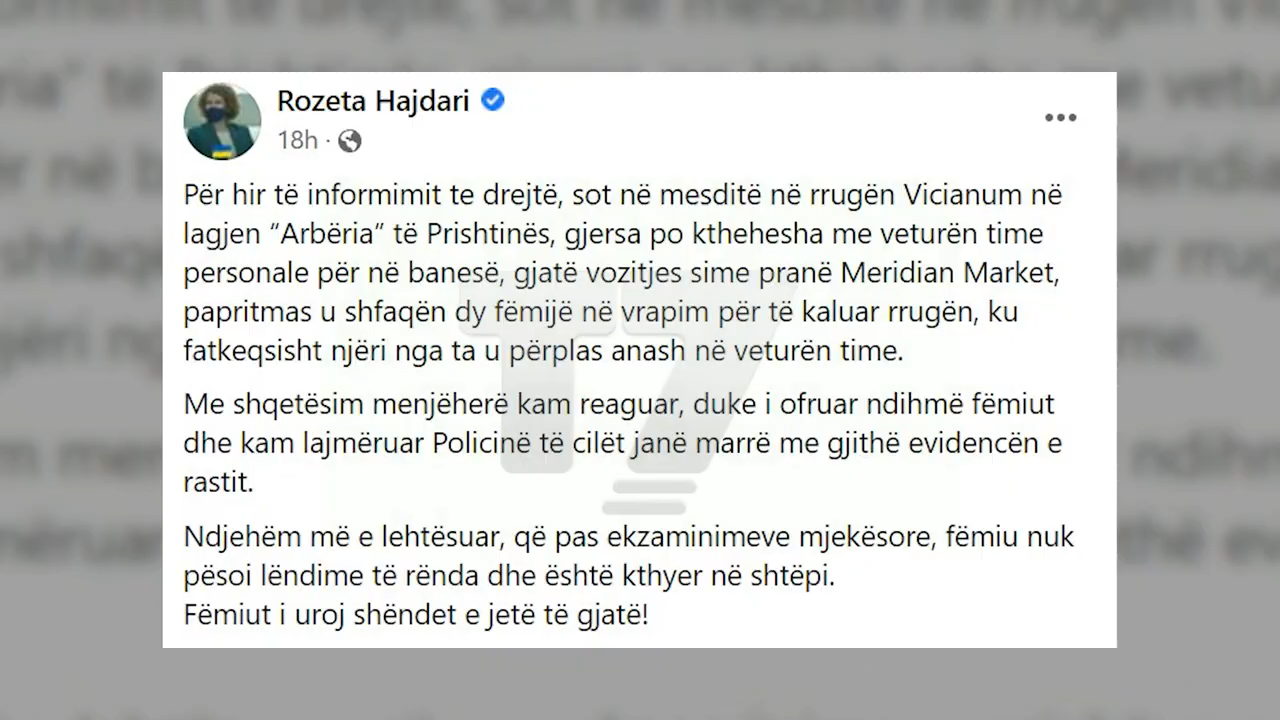 Rozeta Hajdari
18h ·
Për hir të informimit te drejtë, sot në mesditë në rrugën Vicianum në
lagjen “Arbëria” të Prishtinës, gjersa po kthehesha me veturën time
personale për në banesë, gjatë vozitjes sime pranë Meridian Market,
papritmas u shfaqën dy fëmijë në vrapim për të kaluar rrugën, ku
fatkeqsisht njëri nga ta u përplas anash në veturën time.
Me shqetësim menjëherë kam reaguar, duke i ofruar ndihmë fëmiut
dhe kam lajmëruar Policinë të cilët janë marrë me gjithë evidencën e
rastit.
Ndjehëm më e lehtësuar, që pas ekzaminimeve mjekësore, fëmiu nuk
pësoi lëndime të rënda dhe është kthyer në shtëpi.
Fëmiut i uroj shëndet e jetë të gjatë!
T7